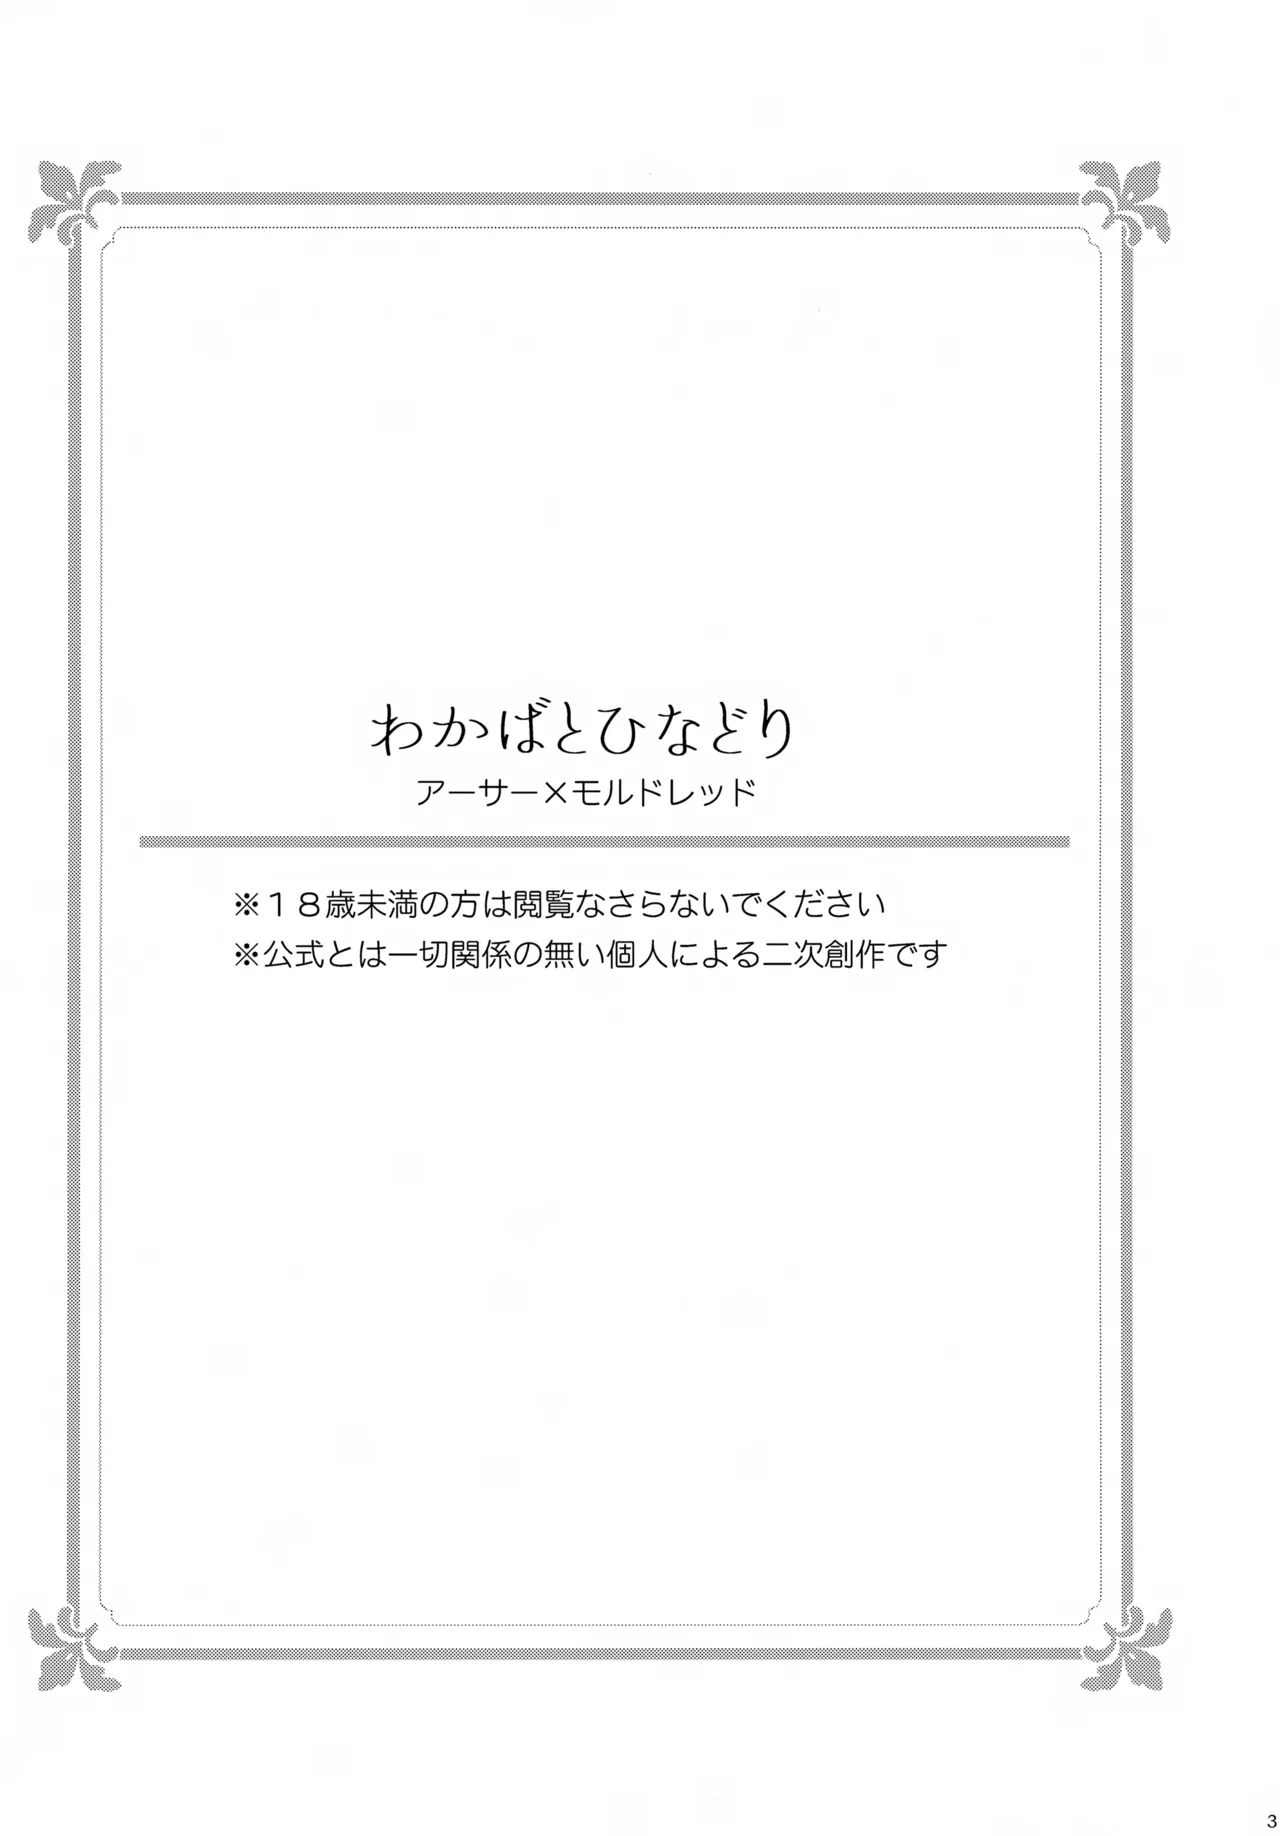 わかばとひなどり
アーサー×モルドレッド
※１８歳未満の方は閲覧なさらないでください
※公式とは一切関係の無い個人による二次創作です
3